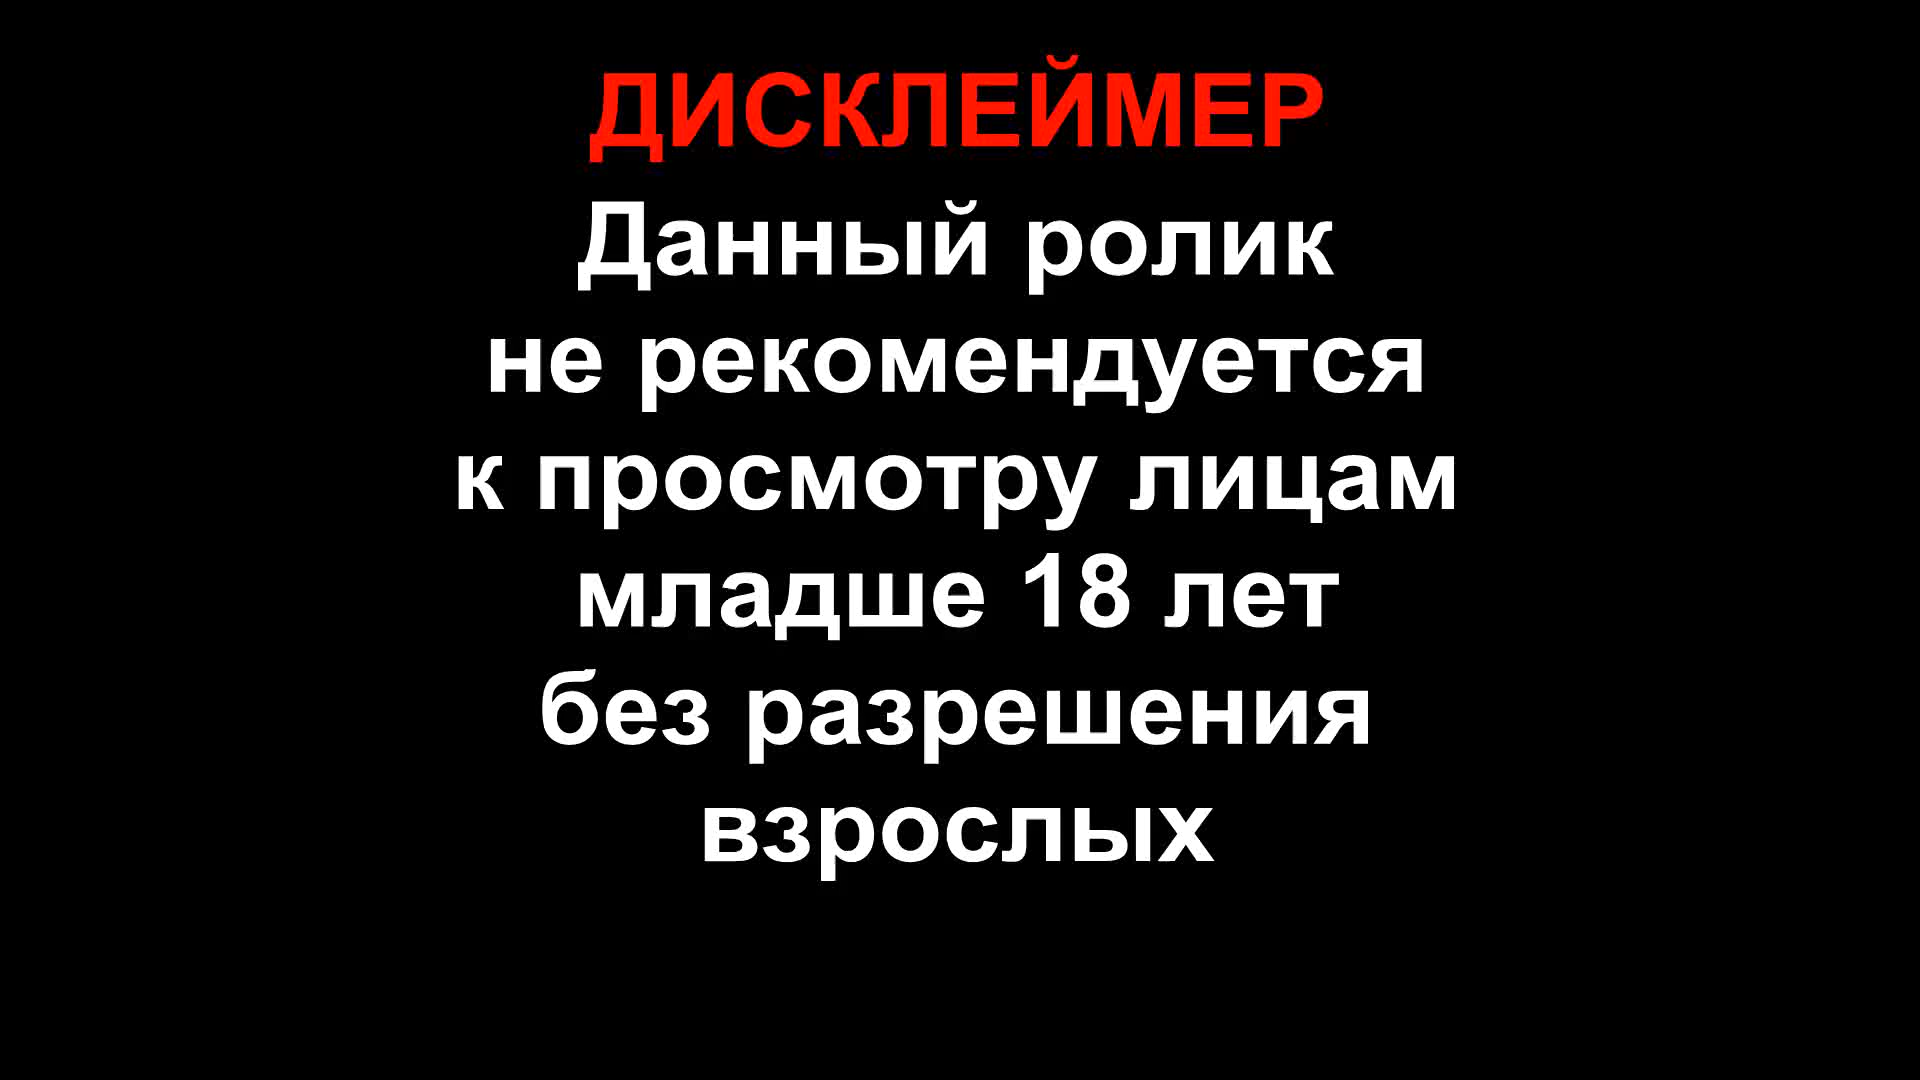 ДИСКЛЕЙМЕР
Данный ролик
не рекомендуется
к просмотру лицам
младше 18 лет
без разрешения
взрослых